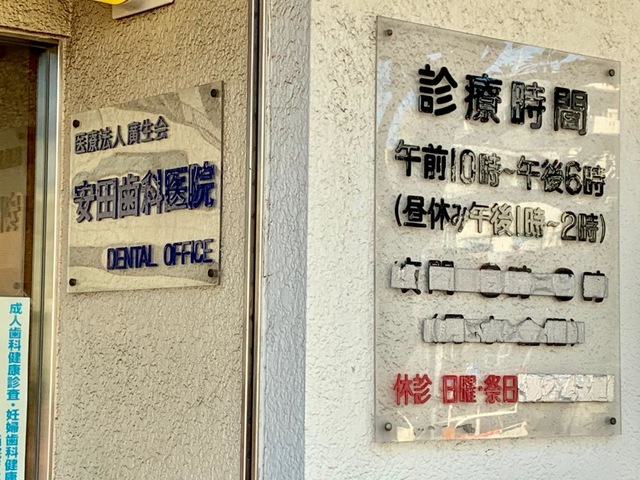 医療法人廣生会
安田歯科医院
DENTAL OFFICE
成人歯科健康診査・妊婦歯科健康
診療時間
午前10時~午後6時
(昼休み午後1時~2時)
休診 日曜・祭日